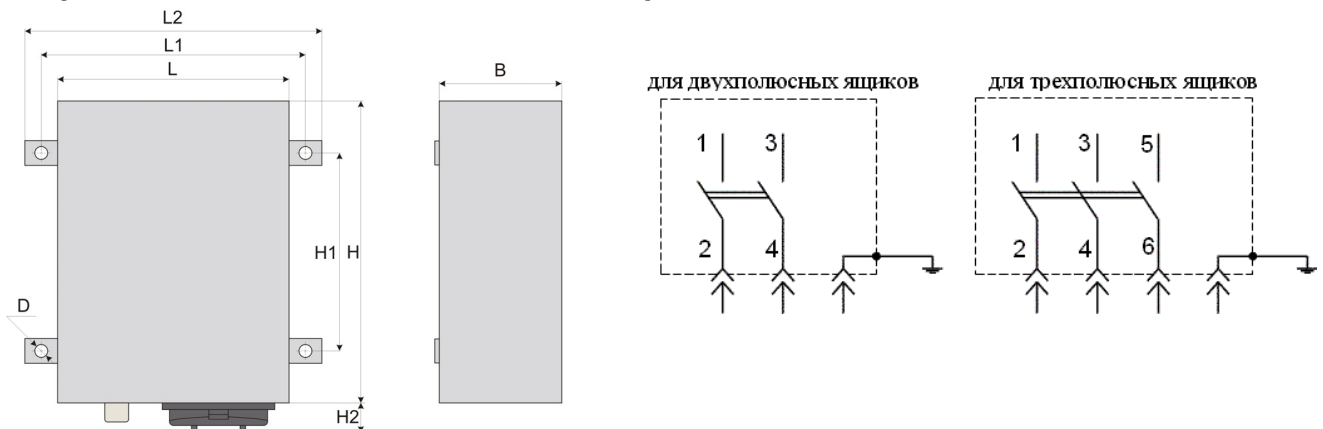 L2
L1
L
B
H1
H
D
H2
для двухполюсных ящиков
1 3
2 4
для трехполюсных ящиков
1 3 5
2 4 6